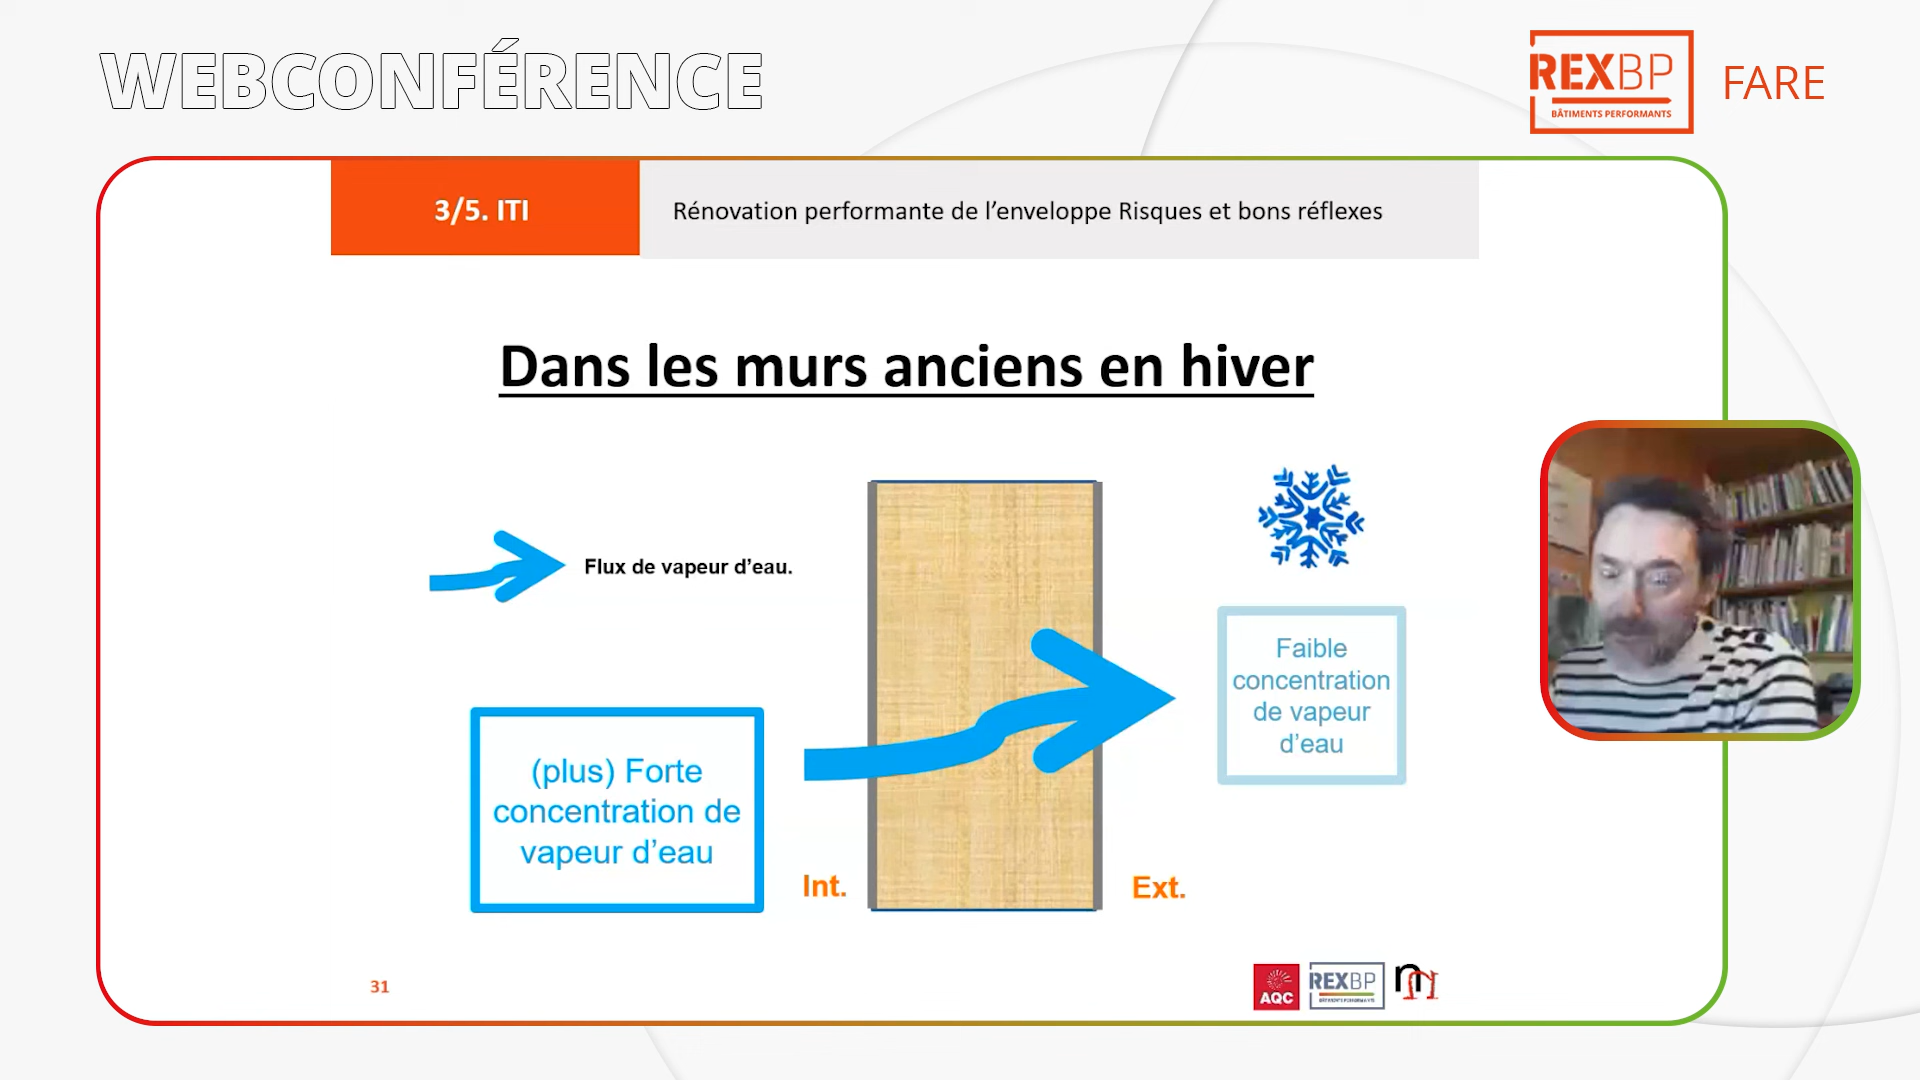 WEBCONFÉRENCE
REXBP
BÂTIMENTS PERFORMANTS
FARE
3/5. ITI
Rénovation performante de l’enveloppe Risques et bons réflexes
Dans les murs anciens en hiver
Flux de vapeur d’eau.
Faible
concentration
de vapeur
d’eau
(plus) Forte
concentration de
vapeur d’eau
Int.
Ext.
31
AQC
REXBP
BÂTIMENTS PERFORMANTS